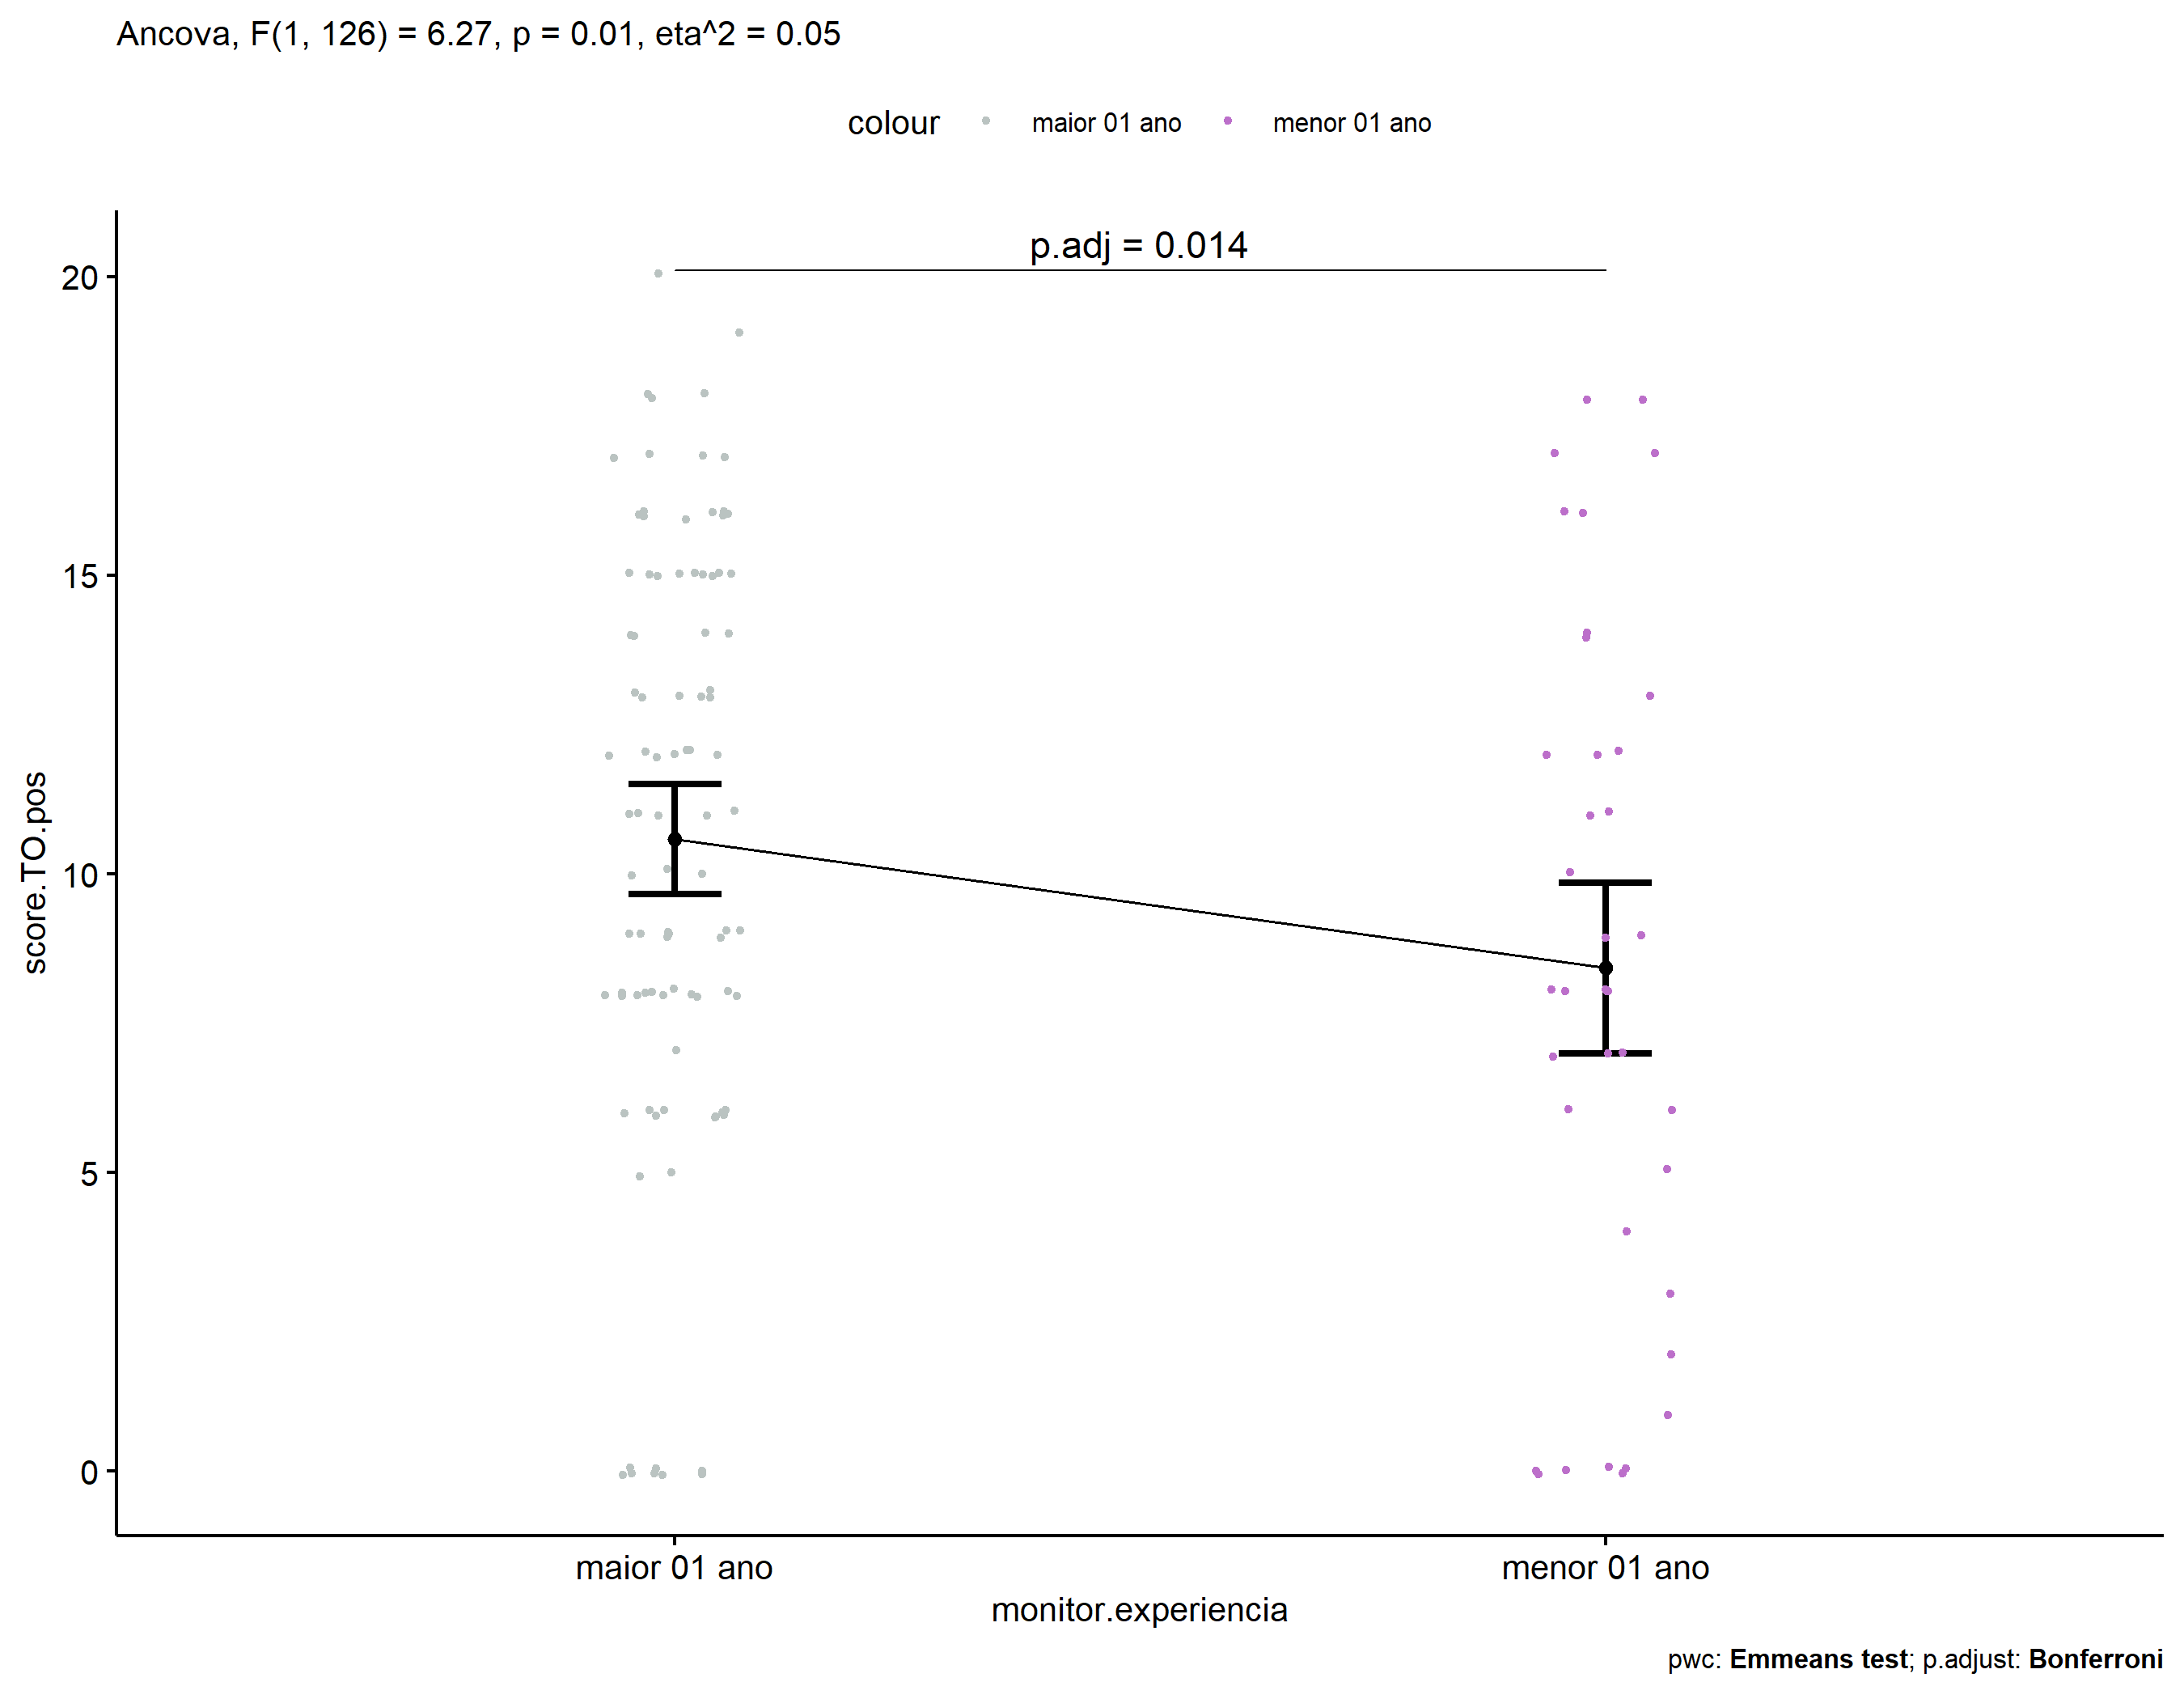 Ancova, F(1, 126) = 6.27, p = 0.01, eta^2 = 0.05
colour maior 01 ano menor 01 ano
p.adj = 0.014
20
15
10
5
0
score.TO.pos
maior 01 ano menor 01 ano
monitor.experiencia
pwc: Emmeans test; p.adjust: Bonferroni